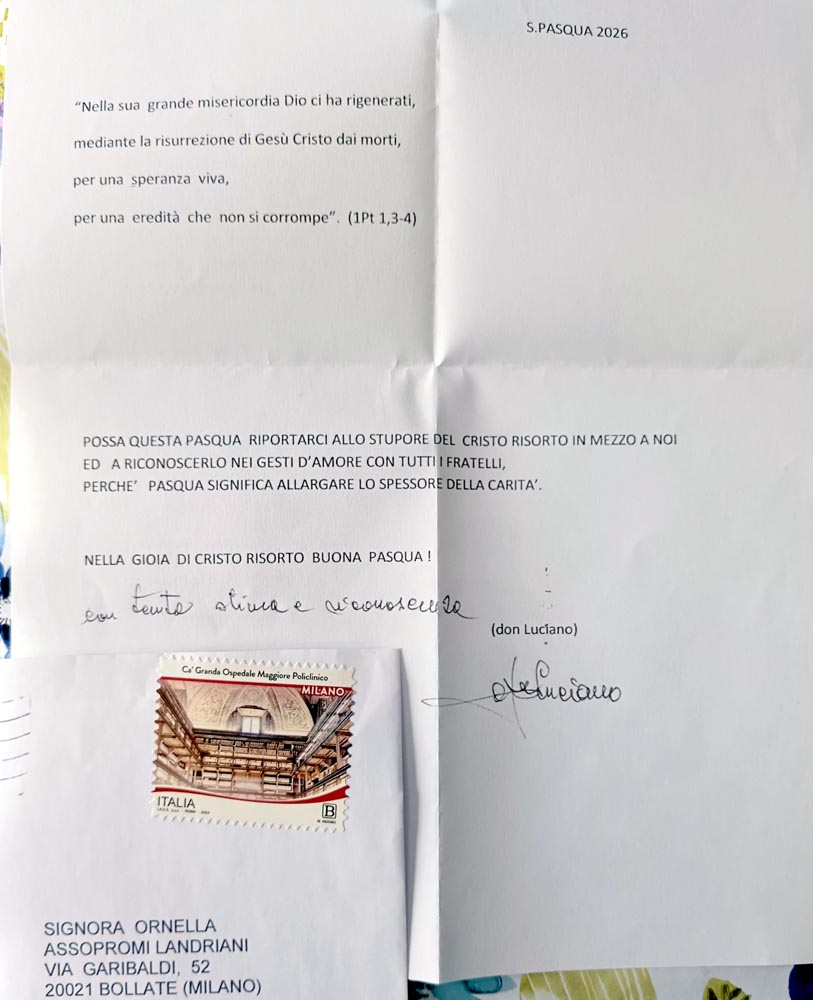 S.PASQUA 2026
“Nella sua grande misericordia Dio ci ha rigenerati,
mediante la risurrezione di Gesù Cristo dai morti,
per una speranza viva,
per una eredità che non si corrompe”. (1Pt 1,3-4)
POSSA QUESTA PASQUA RIPORTARCI ALLO STUPORE DEL CRISTO RISORTO IN MEZZO A NOI
ED A RICONOSCERLO NEI GESTI D’AMORE CON TUTTI I FRATELLI,
PERCHE’ PASQUA SIGNIFICA ALLARGARE LO SPESSORE DELLA CARITA’.
NELLA GIOIA DI CRISTO RISORTO BUONA PASQUA !
con tanta stima e riconoscenza
(don Luciano)
don Luciano
Ca' Granda Ospedale Maggiore Policlinico
MILANO
ITALIA
B
SIGNORA ORNELLA
ASSOPROMI LANDRIANI
VIA GARIBALDI, 52
20021 BOLLATE (MILANO)